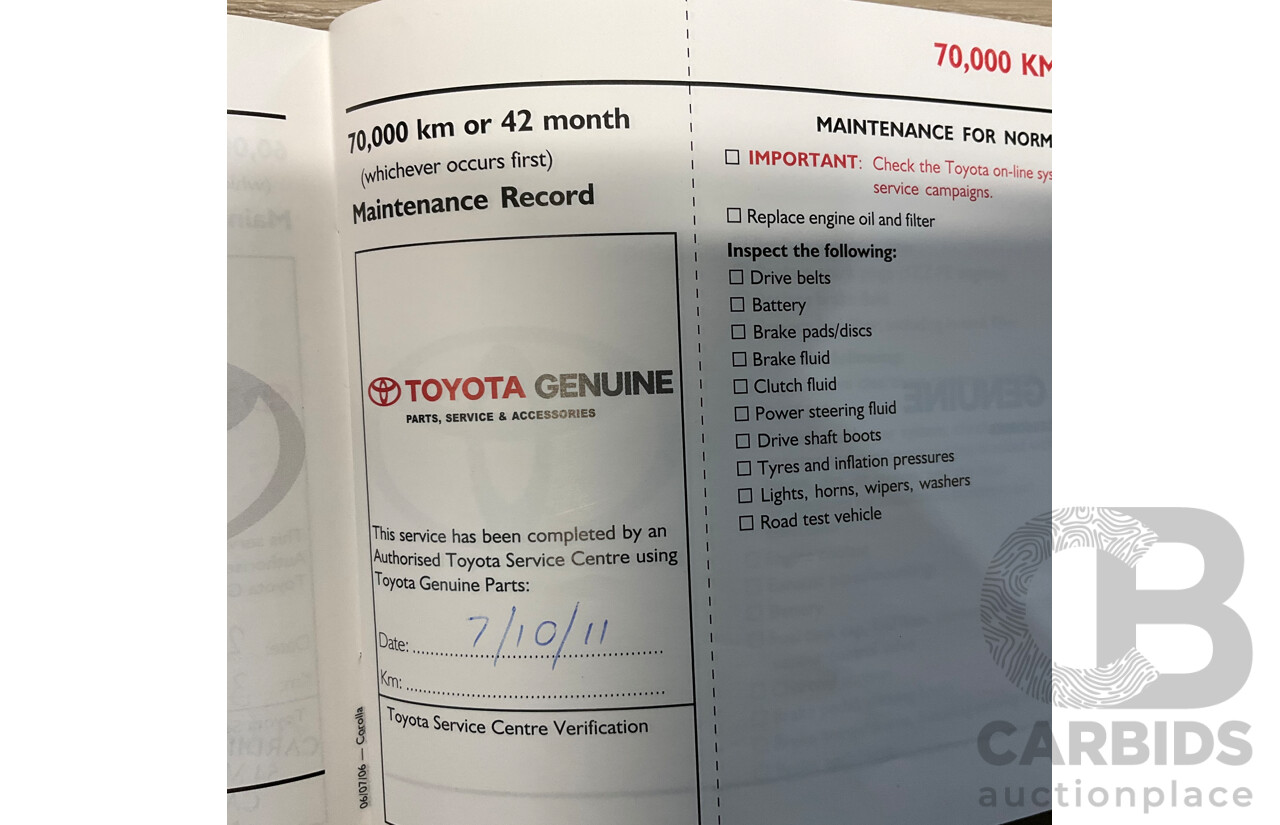 70,000 km or 42 month
(whichever occurs first)
Maintenance Record
TOYOTA GENUINE
PARTS, SERVICE & ACCESSORIES
This service has been completed by an
Authorised Toyota Service Centre using
Toyota Genuine Parts:
Date: 7/10/11
Km:
Toyota Service Centre Verification
06/07/06 — Corolla
70,000 KM
MAINTENANCE FOR NORM
☐ IMPORTANT: Check the Toyota on-line sys
service campaigns.
☐ Replace engine oil and filter
Inspect the following:
☐ Drive belts
☐ Battery
☐ Brake pads/discs
☐ Brake fluid
☐ Clutch fluid
☐ Power steering fluid
☐ Drive shaft boots
☐ Tyres and inflation pressures
☐ Lights, horns, wipers, washers
☐ Road test vehicle
CB
CARBIDS
auctionplace